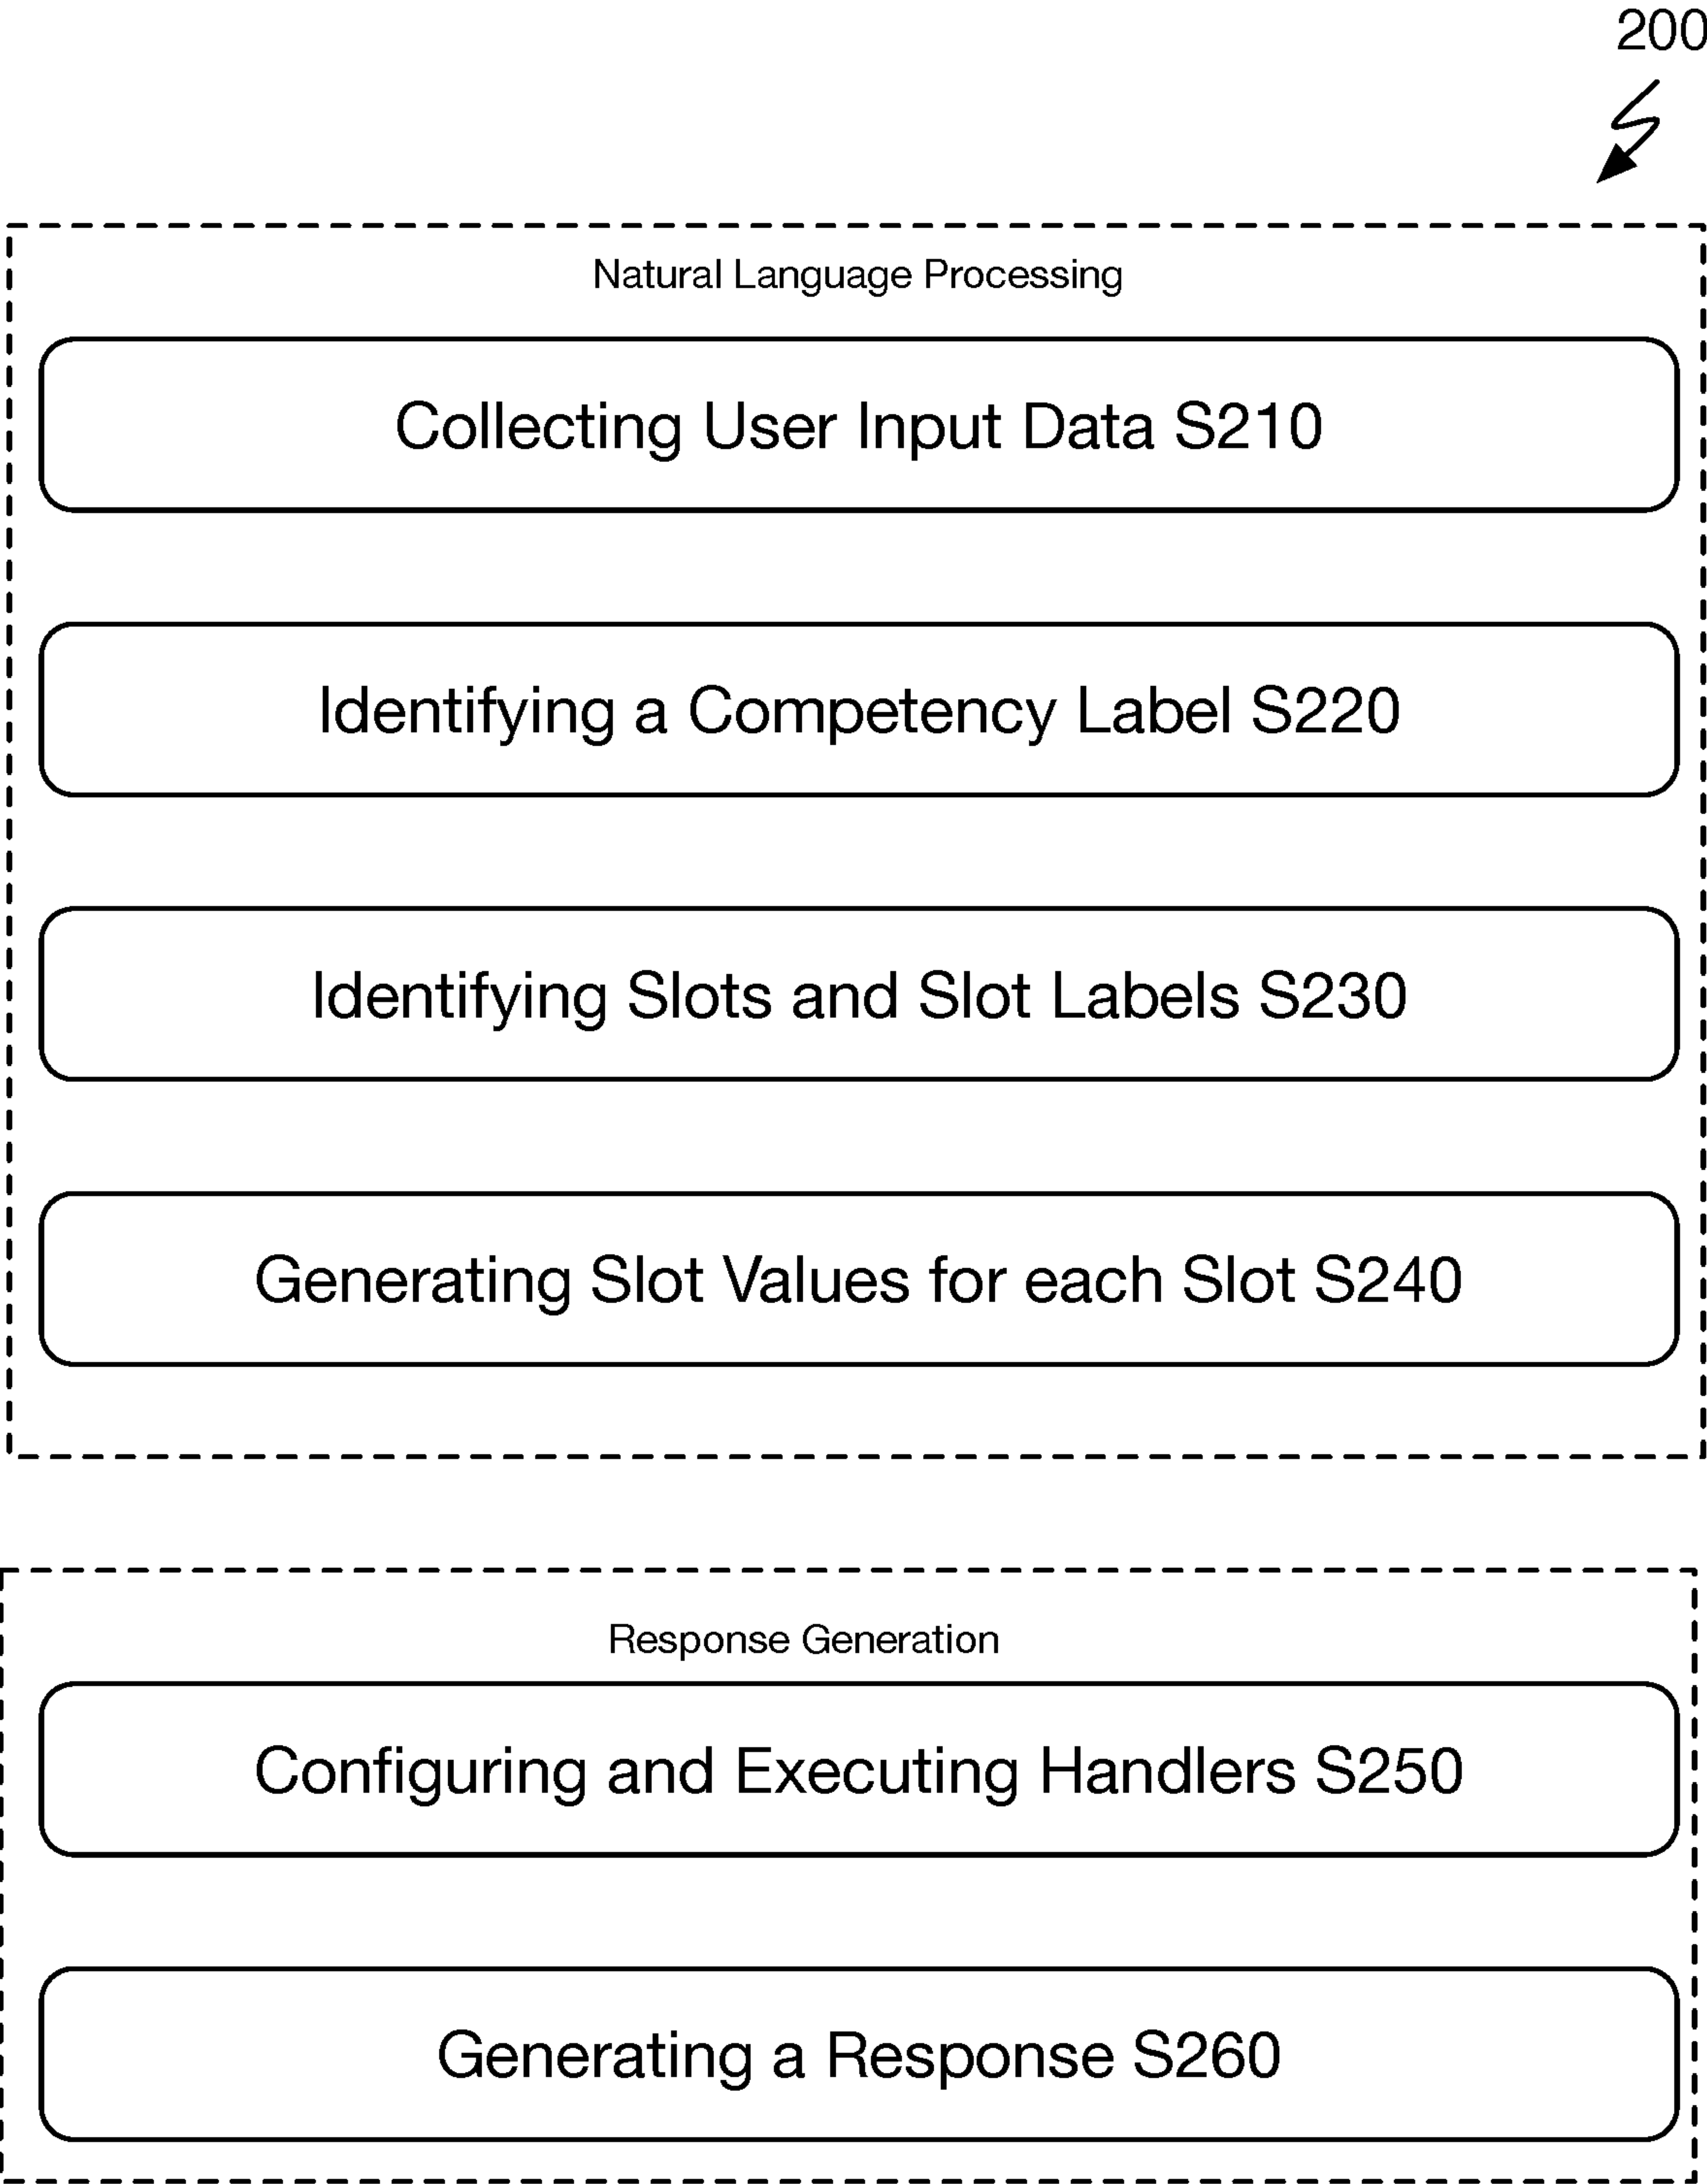 200
Natural Language Processing
Collecting User Input Data S210
Identifying a Competency Label S220
Identifying Slots and Slot Labels S230
Generating Slot Values for each Slot S240
Response Generation
Configuring and Executing Handlers S250
Generating a Response S260